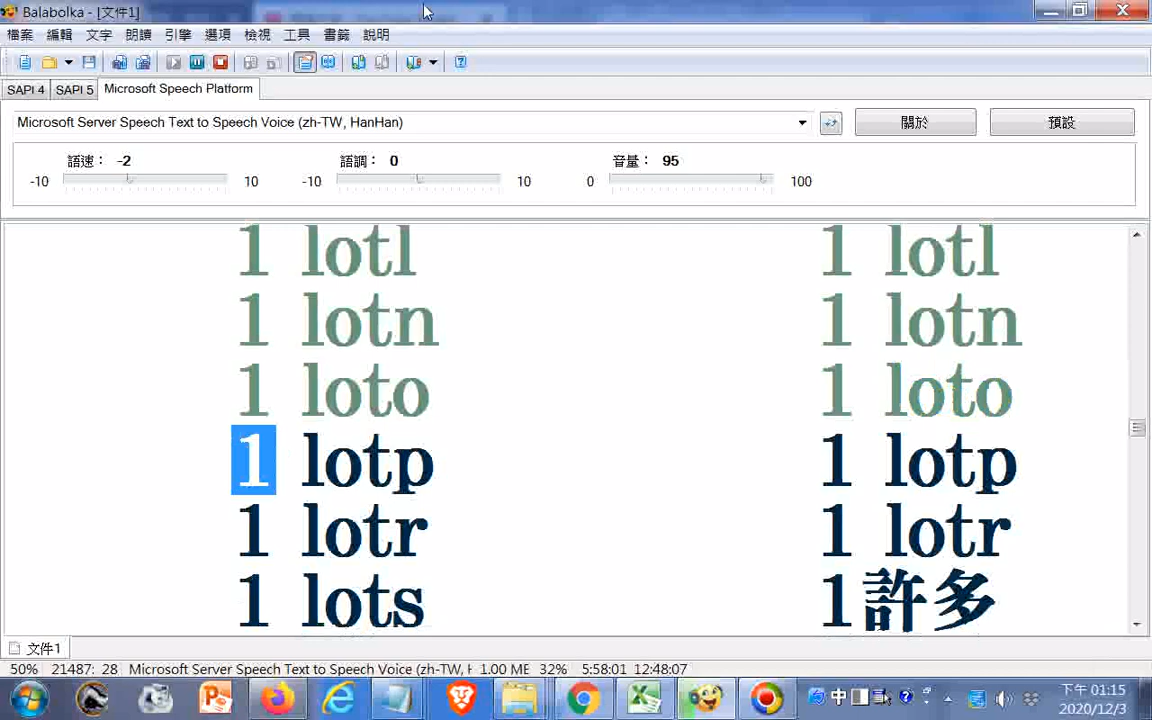 Balabolka - [文件1]
檔案 編輯 文字 朗讀 引擎 選項 檢視 工具 書籤 說明
SAPI 4 SAPI 5 Microsoft Speech Platform
Microsoft Server Speech Text to Speech Voice (zh-TW, HanHan) 關於 預設
語速： -2 語調： 0 音量： 95
-10 10 -10 10 0 100
1 lotl 1 lotl
1 lotn 1 lotn
1 loto 1 loto
1 lotp 1 lotp
1 lotr 1 lotr
1 lots 1許多
文件1
50% 21487: 28 Microsoft Server Speech Text to Speech Voice (zh-TW, H 1.00 ME 32% 5:58:01 12:48:07
中 下午 01:15
2020/12/3